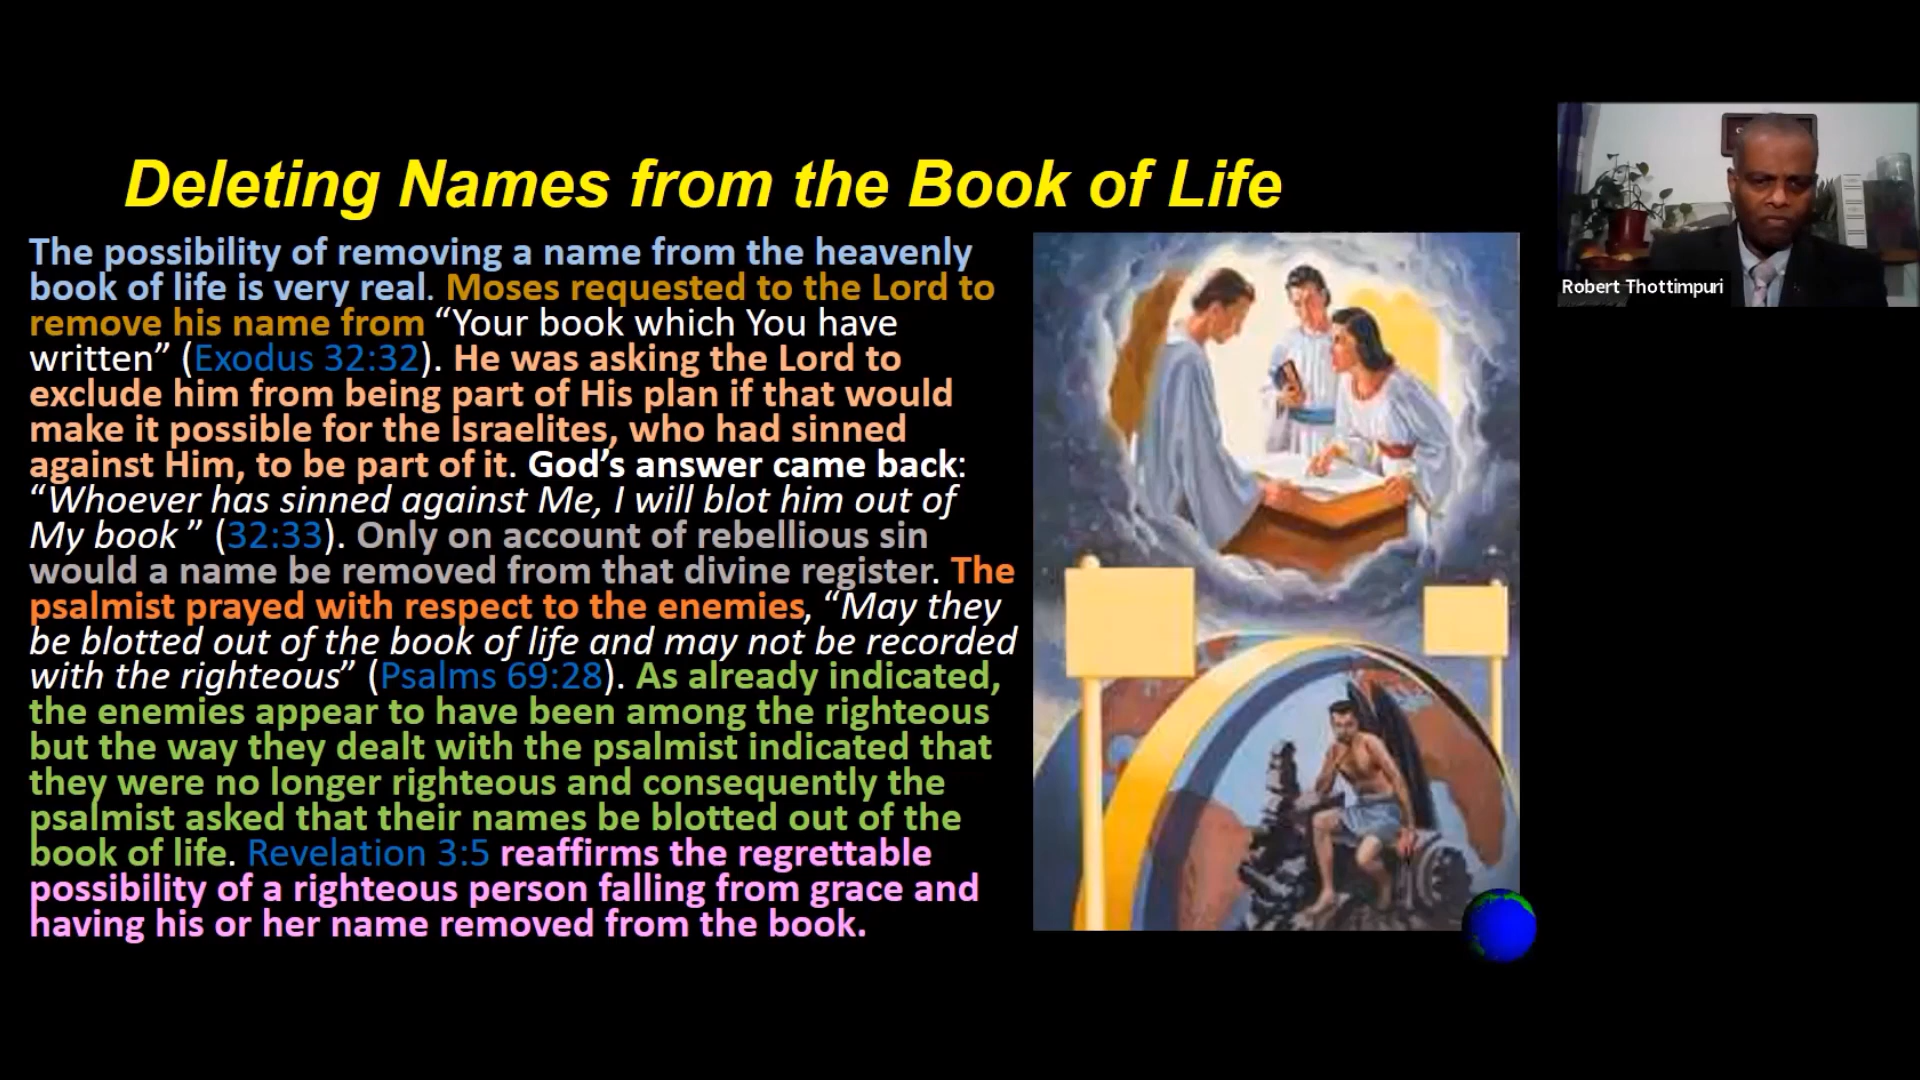 Deleting Names from the Book of Life
The possibility of removing a name from the heavenly
book of life is very real. Moses requested to the Lord to
remove his name from “Your book which You have
written” (Exodus 32:32). He was asking the Lord to
exclude him from being part of His plan if that would
make it possible for the Israelites, who had sinned
against Him, to be part of it. God’s answer came back:
“Whoever has sinned against Me, I will blot him out of
My book ” (32:33). Only on account of rebellious sin
would a name be removed from that divine register. The
psalmist prayed with respect to the enemies, “May they
be blotted out of the book of life and may not be recorded
with the righteous” (Psalms 69:28). As already indicated,
the enemies appear to have been among the righteous
but the way they dealt with the psalmist indicated that
they were no longer righteous and consequently the
psalmist asked that their names be blotted out of the
book of life. Revelation 3:5 reaffirms the regrettable
possibility of a righteous person falling from grace and
having his or her name removed from the book.
Robert Thottimpuri